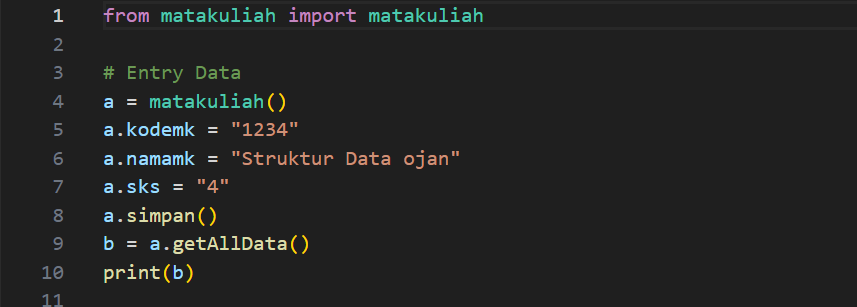 1 from matakuliah import matakuliah
2
3 # Entry Data
4 a = matakuliah()
5 a.kodemk = "1234"
6 a.namamk = "Struktur Data ojan"
7 a.sks = "4"
8 a.simpan()
9 b = a.getAllData()
10 print(b)
11